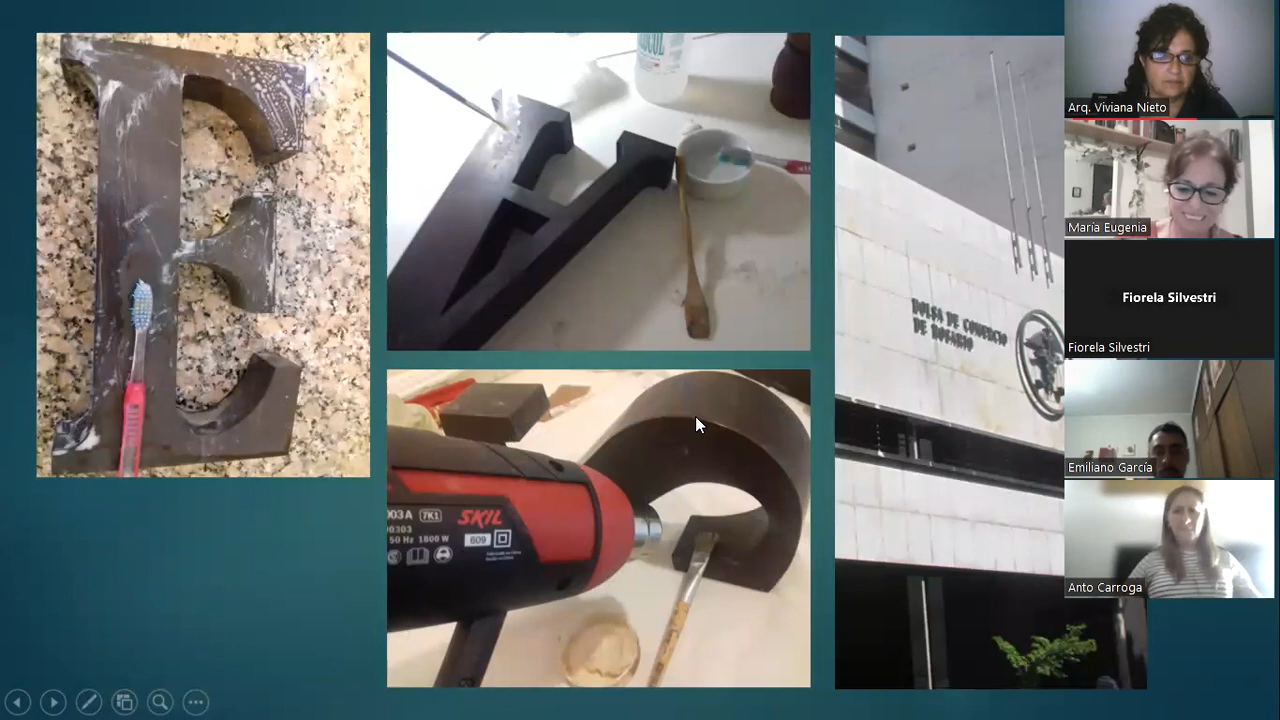 BOLSA DE COMERCIO
DE ROSARIO
003A 7K1 SKIL
50 Hz 1800 W
609
Arq. Viviana Nieto
María Eugenia
Fiorela Silvestri
Fiorela Silvestri
Emiliano García
Anto Carroga